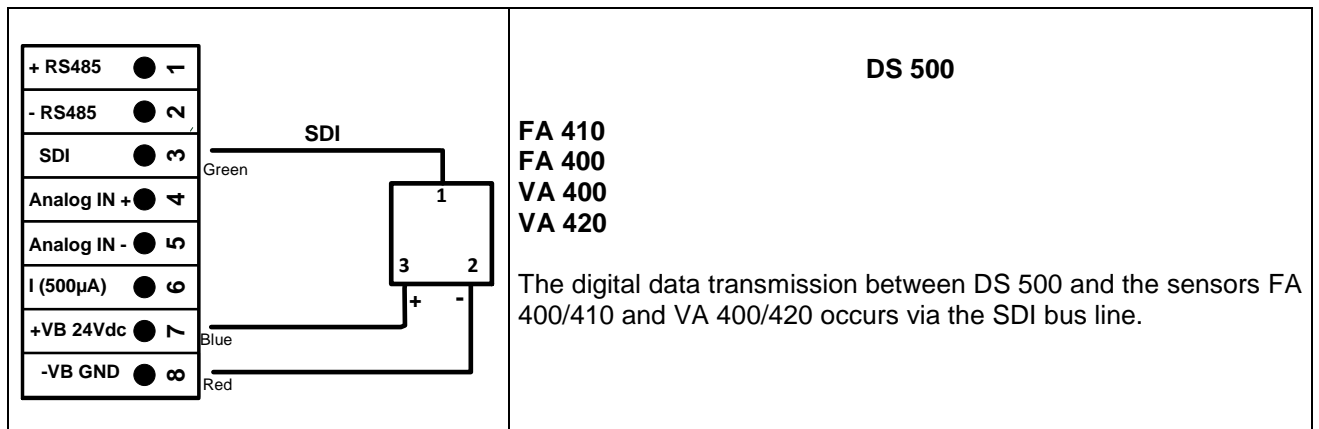 + RS485 1
- RS485 2
SDI 3
Analog IN + 4
Analog IN - 5
I (500µA) 6
+VB 24Vdc 7
-VB GND 8
SDI
Green
Blue
Red
1
3 2
+ -
DS 500
FA 410
FA 400
VA 400
VA 420
The digital data transmission between DS 500 and the sensors FA
400/410 and VA 400/420 occurs via the SDI bus line.